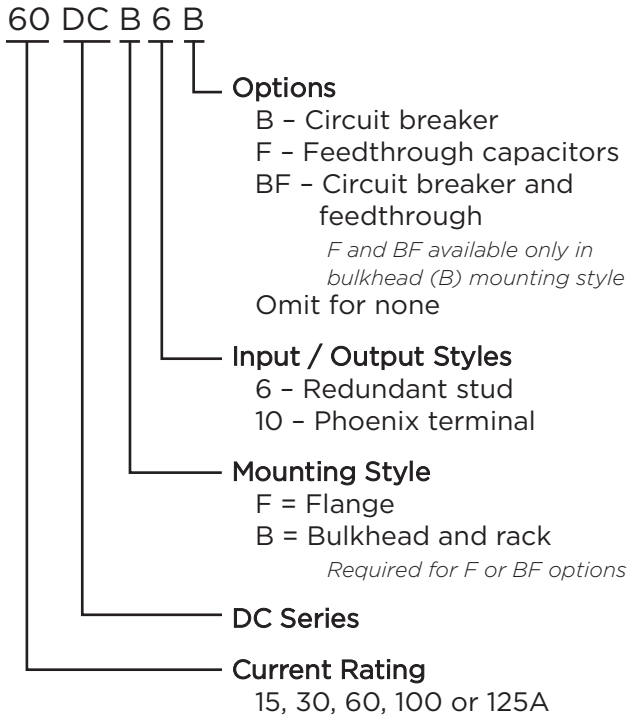 60 DC B 6 B
Options
B – Circuit breaker
F – Feedthrough capacitors
BF – Circuit breaker and
feedthrough
F and BF available only in
bulkhead (B) mounting style
Omit for none
Input / Output Styles
6 – Redundant stud
10 – Phoenix terminal
Mounting Style
F = Flange
B = Bulkhead and rack
Required for F or BF options
DC Series
Current Rating
15, 30, 60, 100 or 125A